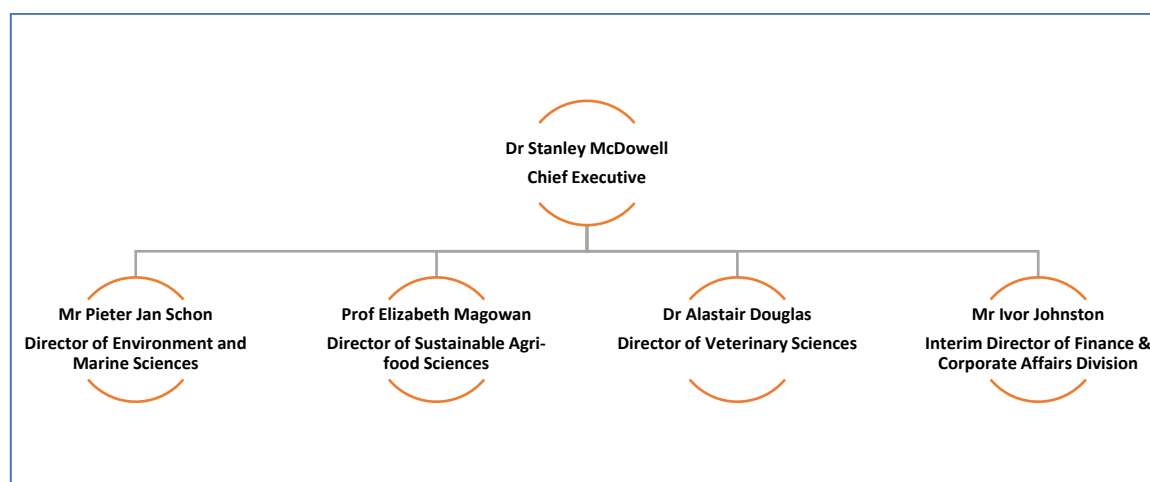 Dr Stanley McDowell
Chief Executive
Mr Pieter Jan Schon
Director of Environment and
Marine Sciences
Prof Elizabeth Magowan
Director of Sustainable Agri-
food Sciences
Dr Alastair Douglas
Director of Veterinary Sciences
Mr Ivor Johnston
Interim Director of Finance &
Corporate Affairs Division